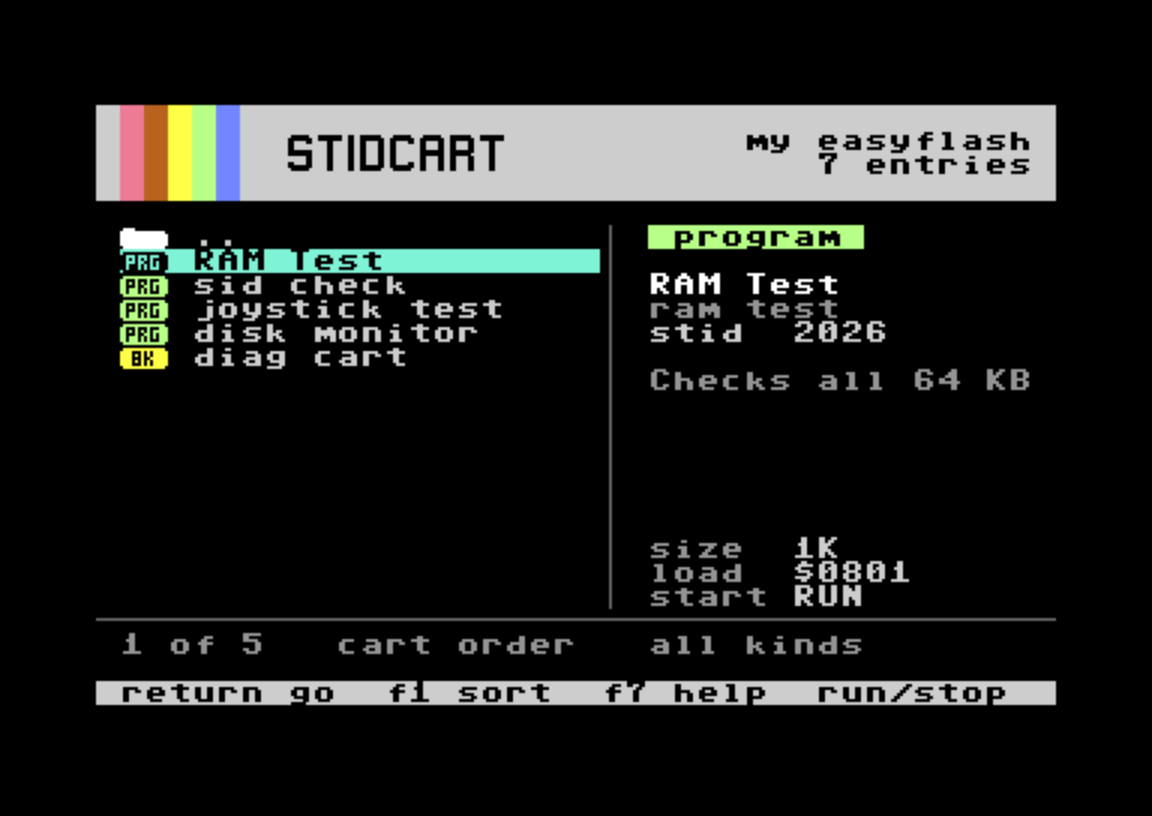 STIDCART
my easyflash
7 entries
..
PRG RAM Test
PRG sid check
PRG joystick test
PRG disk monitor
8K diag cart
program
RAM Test
ram test
stid 2026
Checks all 64 KB
size 1K
load $0801
start RUN
1 of 5 cart order all kinds
return go f1 sort f7 help run/stop